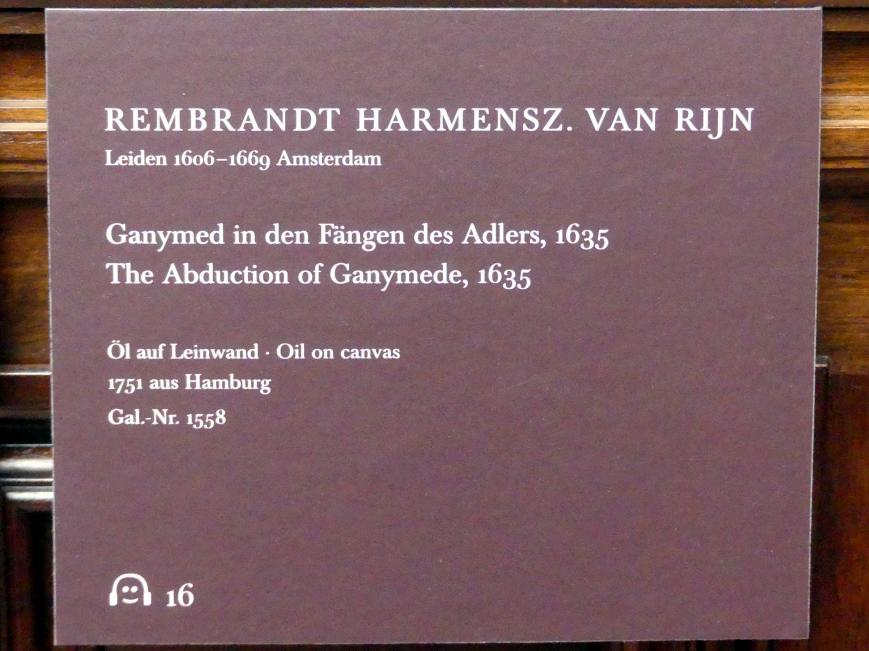 REMBRANDT HARMENSZ. VAN RIJN
Leiden 1606–1669 Amsterdam
Ganymed in den Fängen des Adlers, 1635
The Abduction of Ganymede, 1635
Öl auf Leinwand · Oil on canvas
1751 aus Hamburg
Gal.-Nr. 1558
16